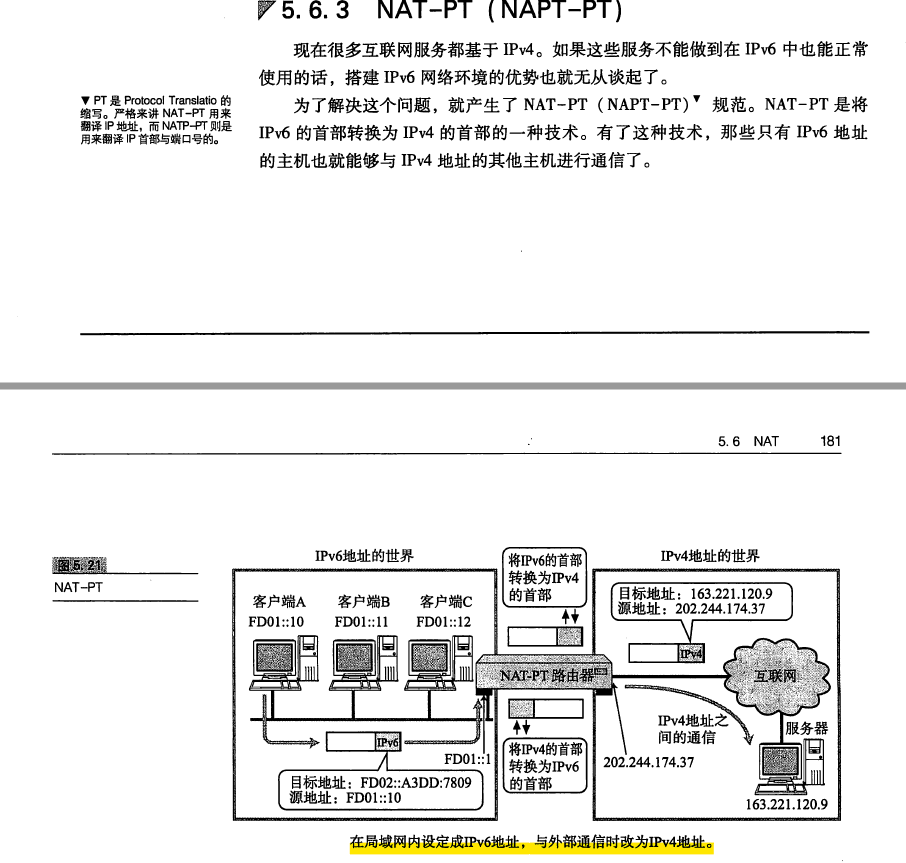 5.6.3 NAT-PT（NAPT-PT）
现在很多互联网服务都基于 IPv4。如果这些服务不能做到在 IPv6 中也能正常
使用的话，搭建 IPv6 网络环境的优势也就无从谈起了。
▼ PT 是 Protocol Translatio 的
缩写。严格来讲 NAT-PT 用来
翻译 IP 地址，而 NATP-PT 则是
用来翻译 IP 首部与端口号的。
为了解决这个问题，就产生了 NAT-PT（NAPT-PT）▼ 规范。NAT-PT 是将
IPv6 的首部转换为 IPv4 的首部的一种技术。有了这种技术，那些只有 IPv6 地址
的主机也就能够与 IPv4 地址的其他主机进行通信了。
5.6 NAT 181
图5.21
NAT-PT
IPv6地址的世界
将IPv6的首部
转换为IPv4
的首部
IPv4地址的世界
客户端A
FD01::10
客户端B
FD01::11
客户端C
FD01::12
目标地址：163.221.120.9
源地址：202.244.174.37
IPv4
NAT-PT 路由器
互联网
IPv6
FD01::1
目标地址：FD02::A3DD:7809
源地址：FD01::10
将IPv4的首部
转换为IPv6
的首部
IPv4地址之
间的通信
202.244.174.37
服务器
163.221.120.9
在局域网内设定成IPv6地址，与外部通信时改为IPv4地址。